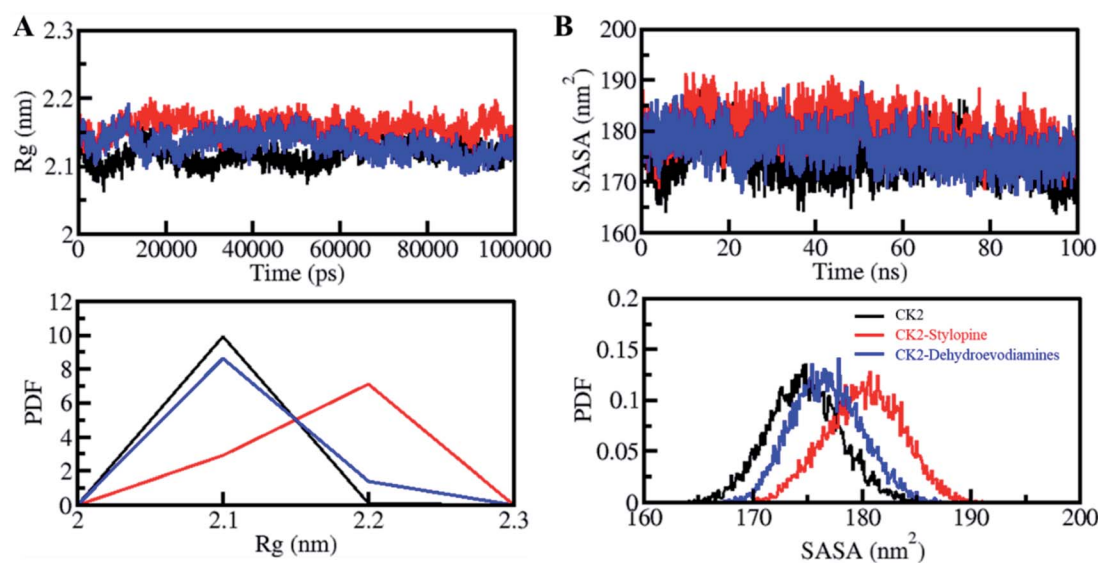 A
2.3
2.2
2.1
2
Rg (nm)
0 20000 40000 60000 80000 100000
Time (ps)
B
200
190
180
170
160
SASA (nm2)
0 20 40 60 80 100
Time (ns)
12
10
8
6
4
2
0
PDF
2 2.1 2.2 2.3
Rg (nm)
0.2
0.15
0.1
0.05
0
PDF
CK2
CK2-Stylopine
CK2-Dehydroevodiamines
160 170 180 190 200
SASA (nm2)